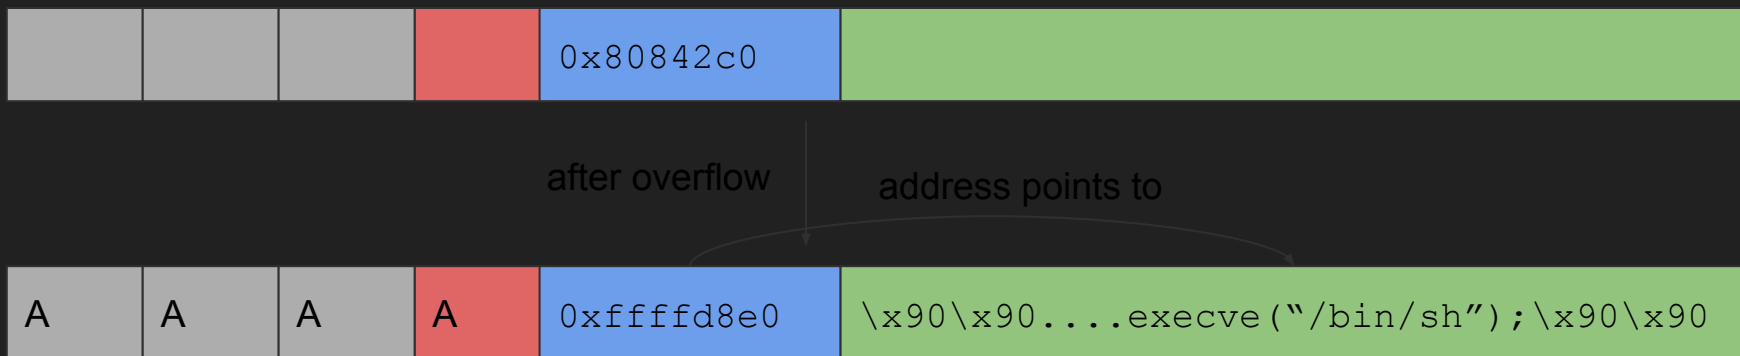 0x80842c0
after overflow
address points to
A A A A 0xffffd8e0 \x90\x90....execve(“/bin/sh”);\x90\x90